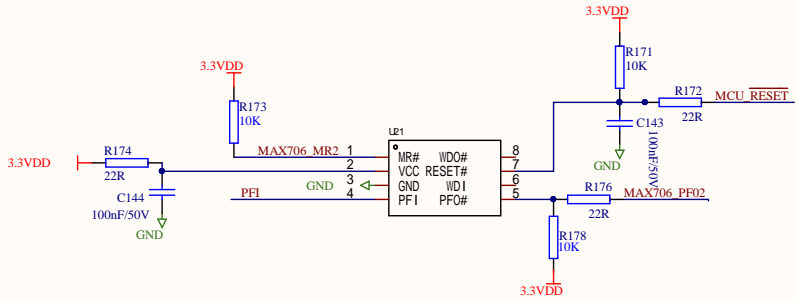 3.3VDD
R171
10K
3.3VDD
R172
MCU_RESET
22R
R173
10K
C143
100nF/50V
GND
U21
R174
3.3VDD
22R
MAX706_MR2
1
MR#
WDO#
8
2
VCC
RESET#
7
GND
3
GND
WDI
6
PFI
4
PFI
PFO#
5
C144
100nF/50V
GND
R176
MAX706_PF02
22R
R178
10K
3.3VDD